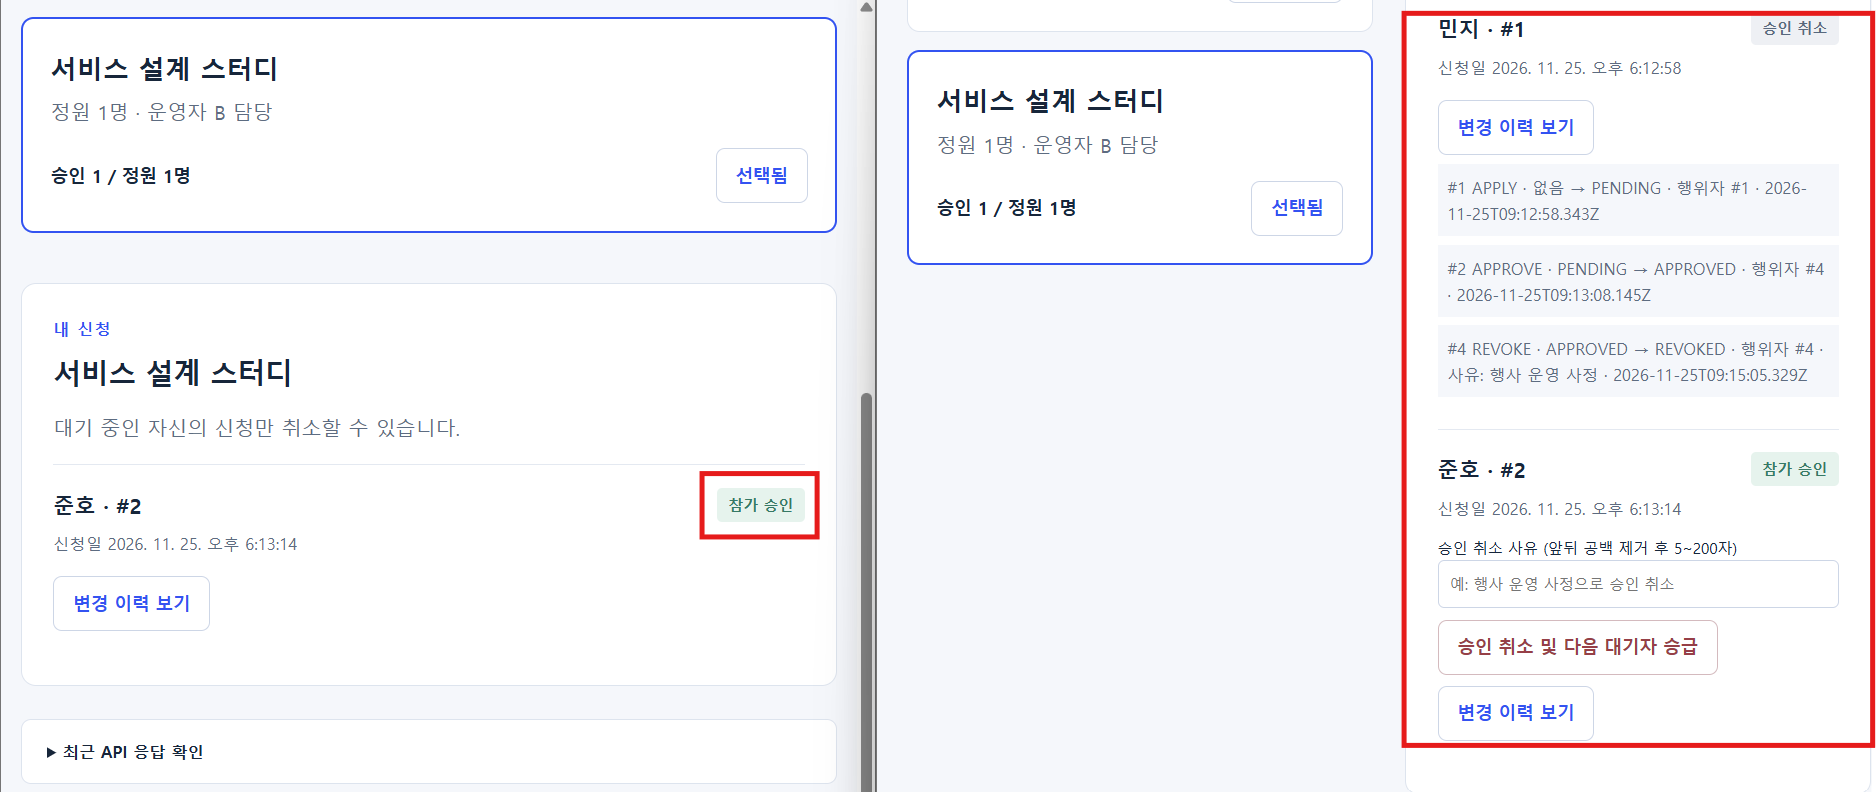 서비스 설계 스터디
정원 1명 · 운영자 B 담당
승인 1 / 정원 1명
선택됨
내 신청
서비스 설계 스터디
대기 중인 자신의 신청만 취소할 수 있습니다.
준호 · #2
참가 승인
신청일 2026. 11. 25. 오후 6:13:14
변경 이력 보기
▶ 최근 API 응답 확인
서비스 설계 스터디
정원 1명 · 운영자 B 담당
승인 1 / 정원 1명
선택됨
민지 · #1
승인 취소
신청일 2026. 11. 25. 오후 6:12:58
변경 이력 보기
#1 APPLY · 없음 → PENDING · 행위자 #1 · 2026-
11-25T09:12:58.343Z
#2 APPROVE · PENDING → APPROVED · 행위자 #4
· 2026-11-25T09:13:08.145Z
#4 REVOKE · APPROVED → REVOKED · 행위자 #4 ·
사유: 행사 운영 사정 · 2026-11-25T09:15:05.329Z
준호 · #2
참가 승인
신청일 2026. 11. 25. 오후 6:13:14
승인 취소 사유 (앞뒤 공백 제거 후 5~200자)
예: 행사 운영 사정으로 승인 취소
승인 취소 및 다음 대기자 승급
변경 이력 보기